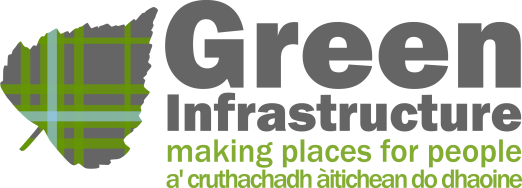 Green
Infrastructure
making places for people
a' cruthachadh àitichean do dhaoine